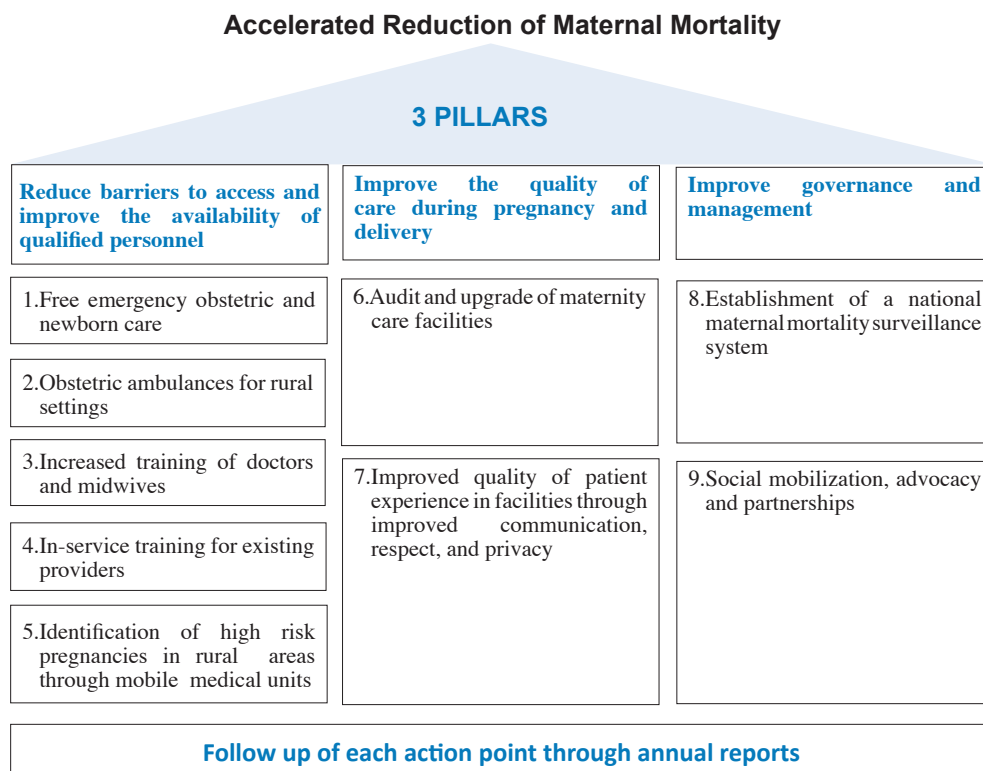 Accelerated Reduction of Maternal Mortality
3 PILLARS
Reduce barriers to access and
improve the availability of
qualified personnel
1.Free emergency obstetric and
newborn care
2.Obstetric ambulances for rural
settings
3.Increased training of doctors
and midwives
4.In-service training for existing
providers
5.Identification of high risk
pregnancies in rural areas
through mobile medical units
Improve the quality of
care during pregnancy and
delivery
6.Audit and upgrade of maternity
care facilities
7.Improved quality of patient
experience in facilities through
improved communication,
respect, and privacy
Improve governance and
management
8.Establishment of a national
maternal mortality surveillance
system
9.Social mobilization, advocacy
and partnerships
Follow up of each action point through annual reports